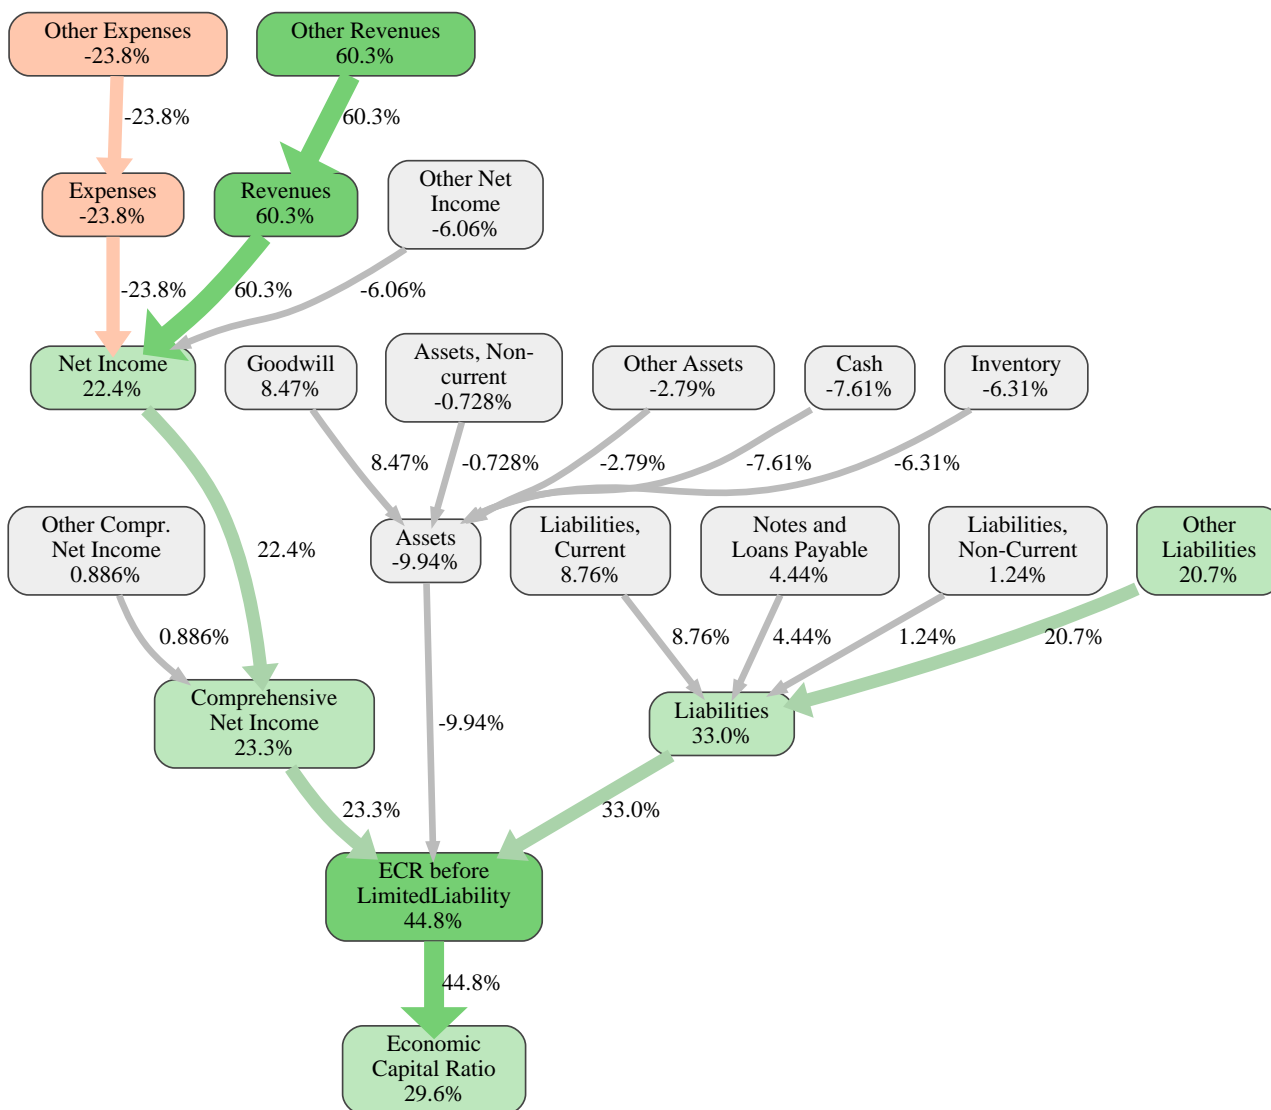 Other Expenses
-23.8%
Other Revenues
60.3%
-23.8%
60.3%
Expenses
-23.8%
Revenues
60.3%
Other Net
Income
-6.06%
-23.8%
60.3%
-6.06%
Net Income
22.4%
Goodwill
8.47%
Assets, Non-
current
-0.728%
Other Assets
-2.79%
Cash
-7.61%
Inventory
-6.31%
8.47%
-0.728%
-2.79%
-7.61%
-6.31%
Other Compr.
Net Income
0.886%
22.4%
Assets
-9.94%
Liabilities,
Current
8.76%
Notes and
Loans Payable
4.44%
Liabilities,
Non-Current
1.24%
Other
Liabilities
20.7%
0.886%
8.76%
4.44%
1.24%
20.7%
Comprehensive
Net Income
23.3%
-9.94%
Liabilities
33.0%
23.3%
33.0%
ECR before
LimitedLiability
44.8%
44.8%
Economic
Capital Ratio
29.6%